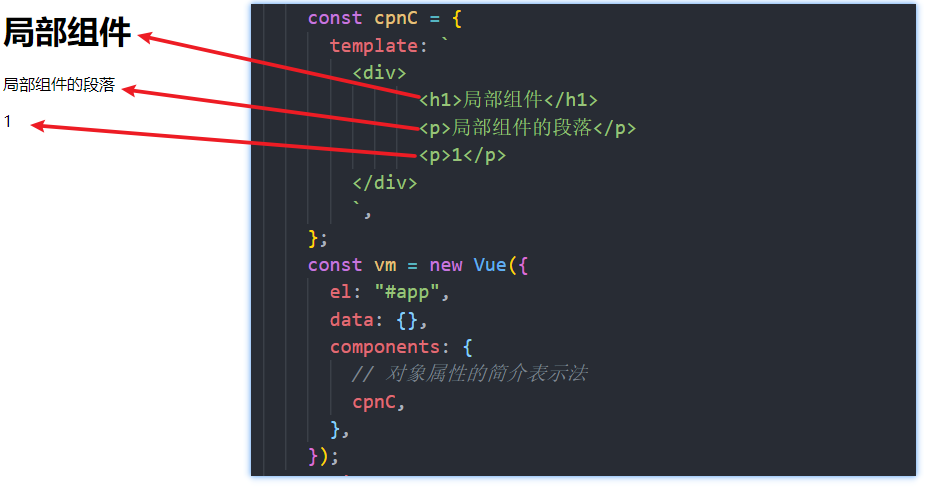 局部组件
局部组件的段落
1
const cpnC = {
template: `
<div>
<h1>局部组件</h1>
<p>局部组件的段落</p>
<p>1</p>
</div>
`,
};
const vm = new Vue({
el: "#app",
data: {},
components: {
// 对象属性的简介表示法
cpnC,
},
});